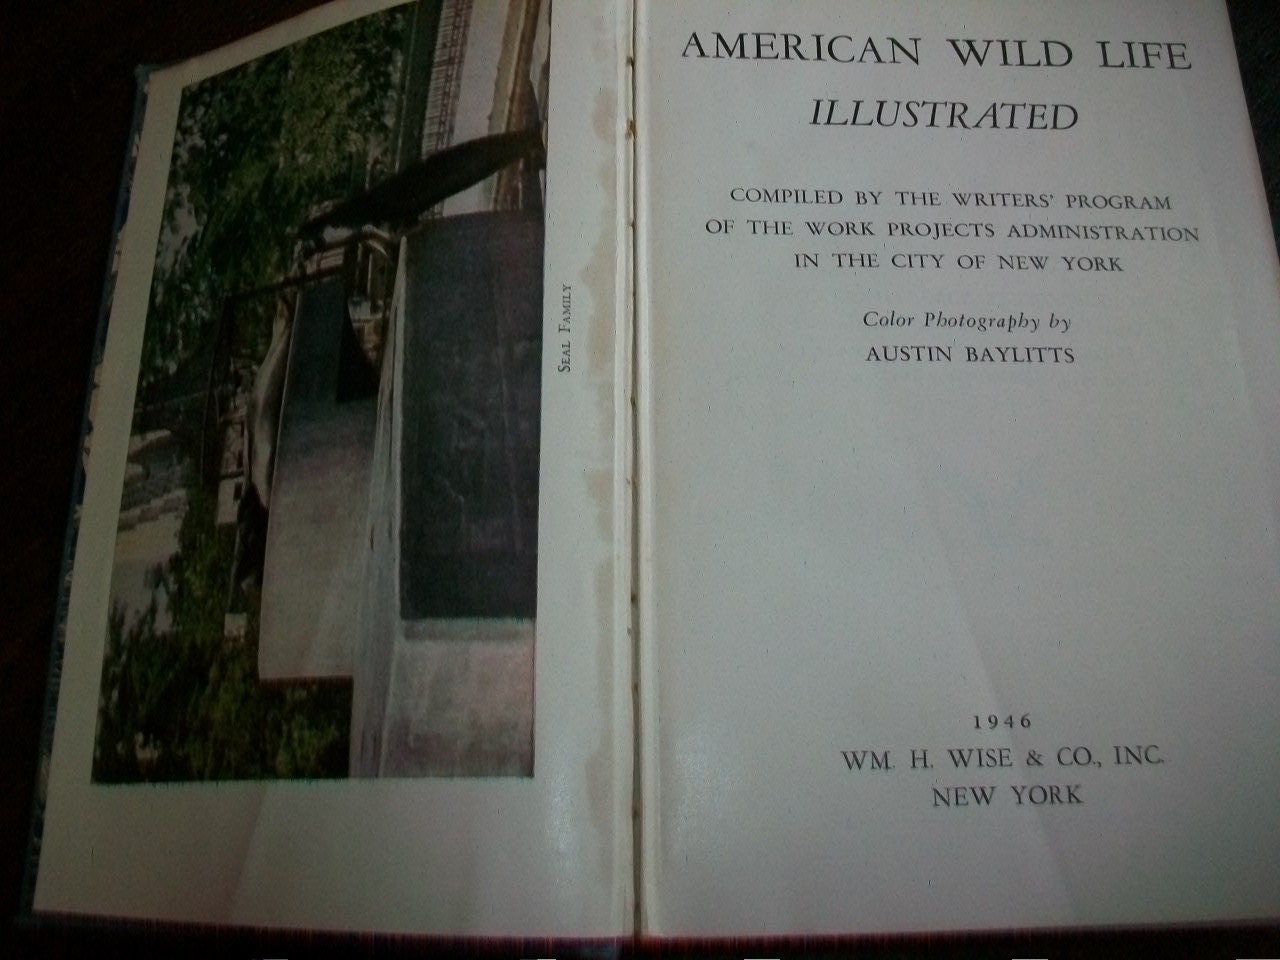 SEAL FAMILY
AMERICAN WILD LIFE
ILLUSTRATED
COMPILED BY THE WRITERS' PROGRAM
OF THE WORK PROJECTS ADMINISTRATION
IN THE CITY OF NEW YORK
Color Photography by
AUSTIN BAYLITTS
1946
WM. H. WISE & CO., INC.
NEW YORK